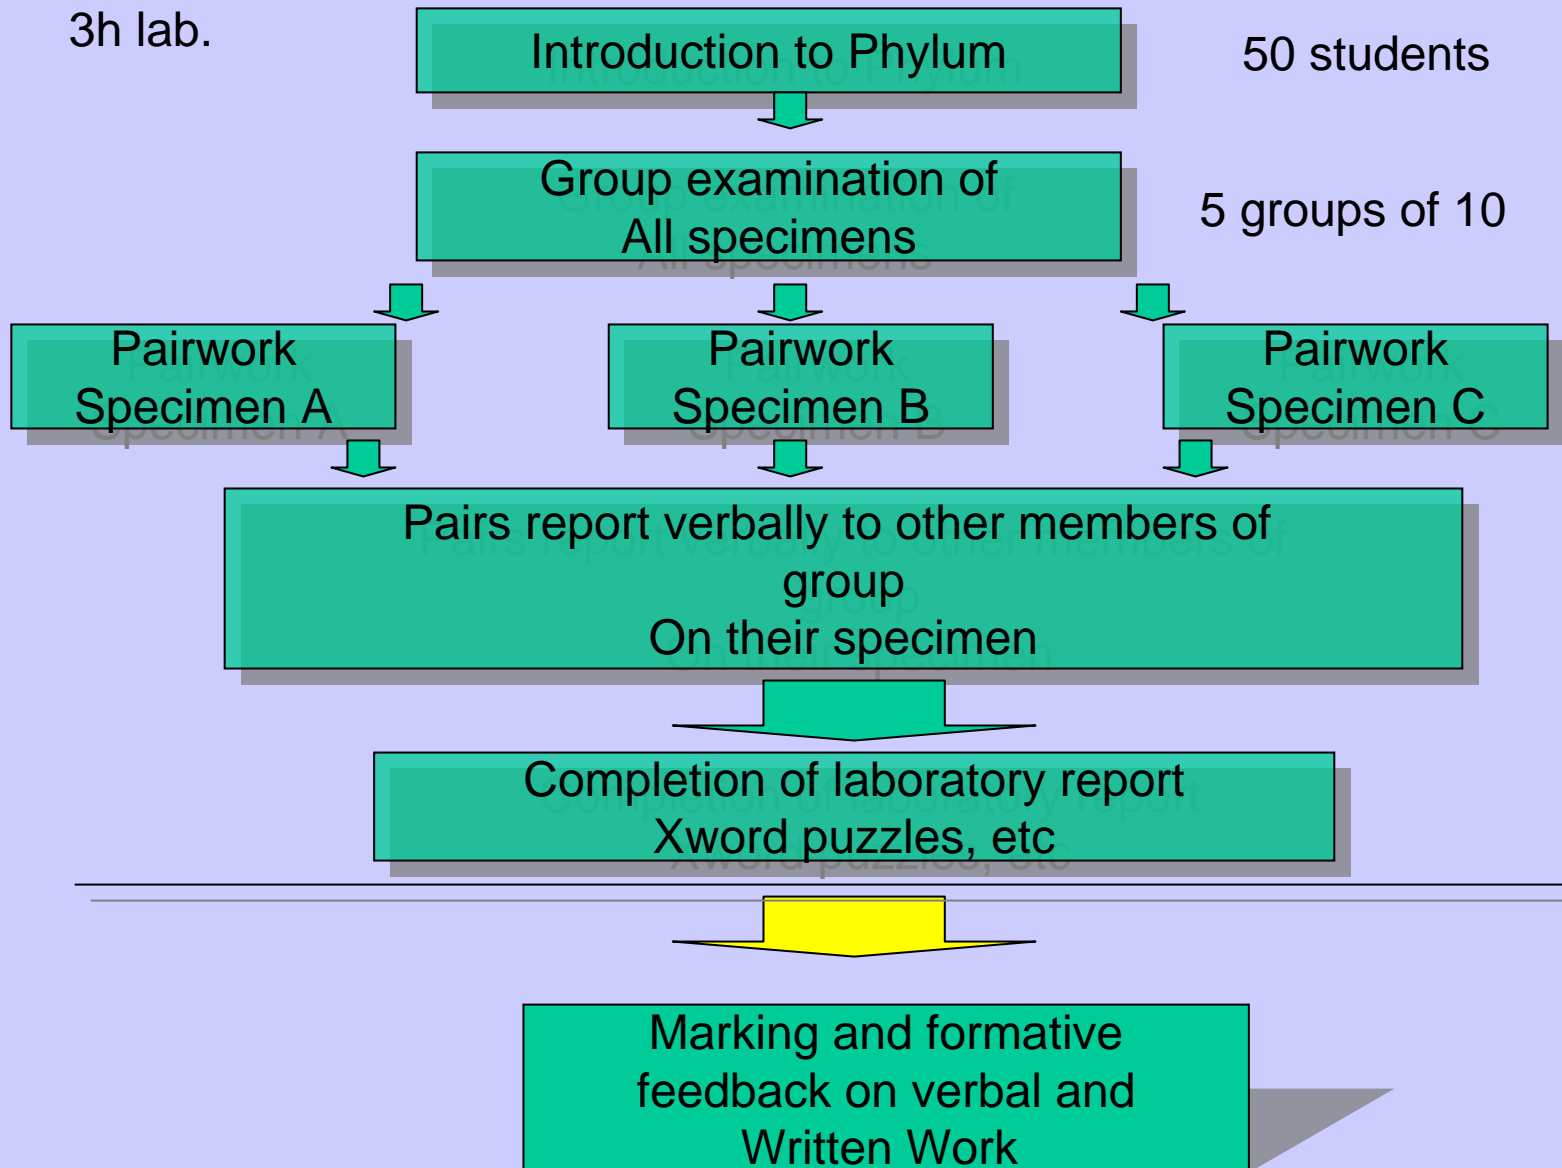 3h lab.
Introduction to Phylum
50 students
Group examination of
All specimens
5 groups of 10
Pairwork
Specimen A
Pairwork
Specimen B
Pairwork
Specimen C
Pairs report verbally to other members of
group
On their specimen
Completion of laboratory report
Xword puzzles, etc
Marking and formative
feedback on verbal and
Written Work